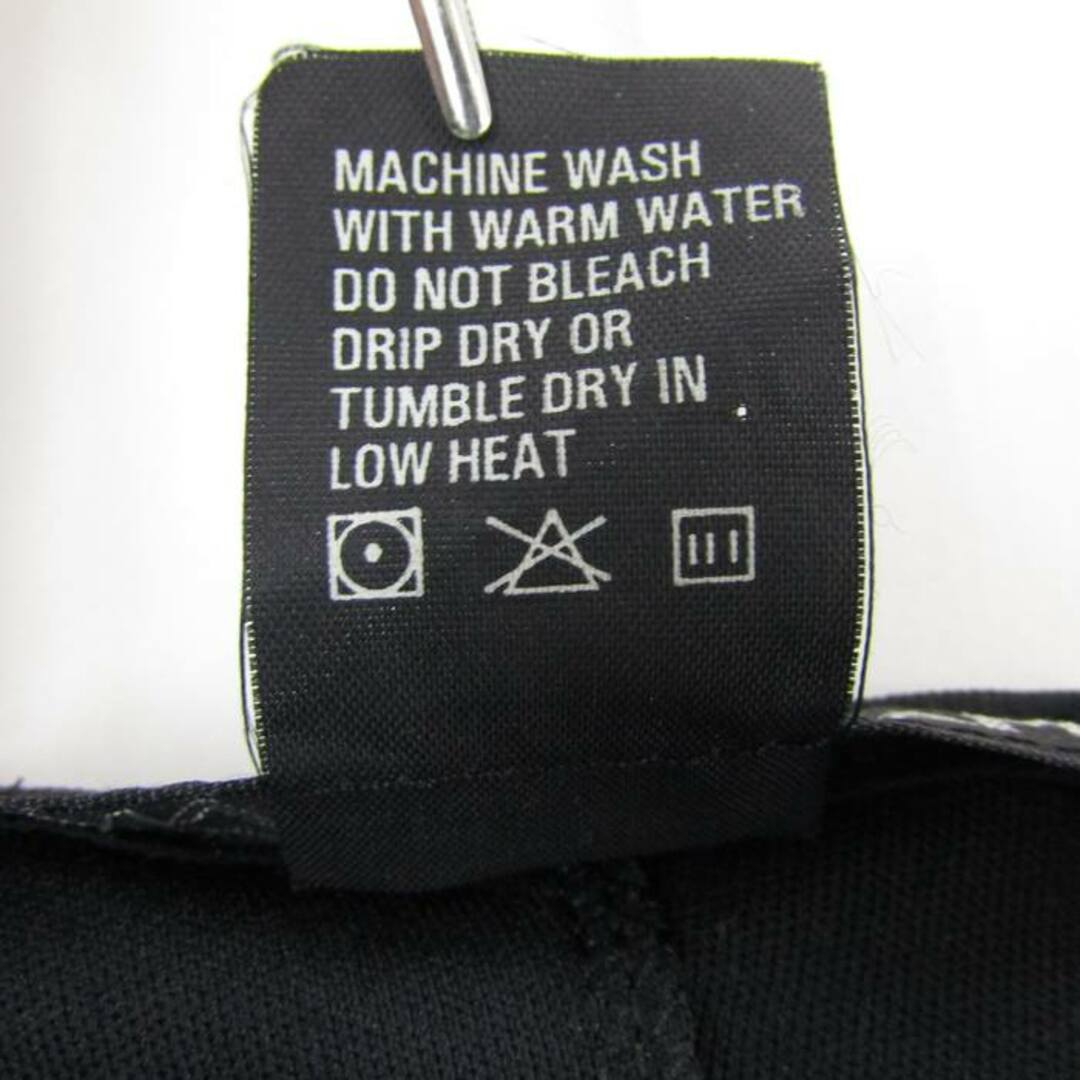 MACHINE WASH
WITH WARM WATER
DO NOT BLEACH
DRIP DRY OR
TUMBLE DRY IN
LOW HEAT